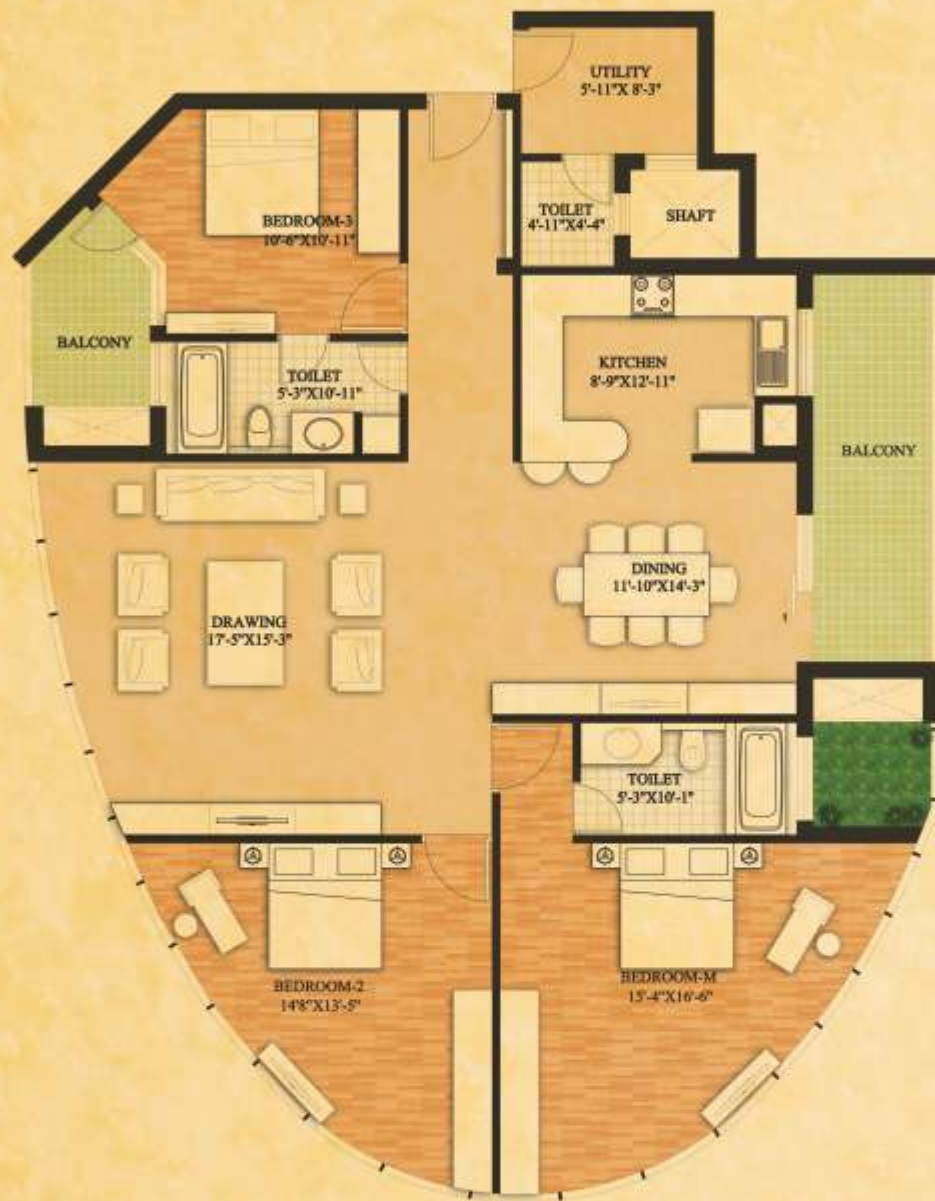 UTILITY
5'-11"X 8'-3"
TOILET
4'-11"X4'-4"
SHAFT
BEDROOM-3
10'-6"X10'-11"
BALCONY
TOILET
5'-3"X10'-11"
KITCHEN
8'-9"X12'-11"
BALCONY
DRAWING
17'-5"X15'-3"
DINING
11'-10"X14'-3"
TOILET
5'-3"X10'-1"
BEDROOM-2
14'8"X13'-5"
BEDROOM-M
15'-4"X16'-6"